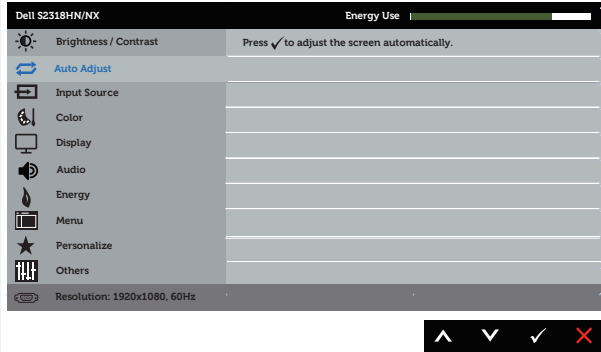 Dell S2318HN/NX
Energy Use
Brightness / Contrast
Press ✓ to adjust the screen automatically.
Auto Adjust
Input Source
Color
Display
Audio
Energy
Menu
Personalize
Others
Resolution: 1920x1080, 60Hz